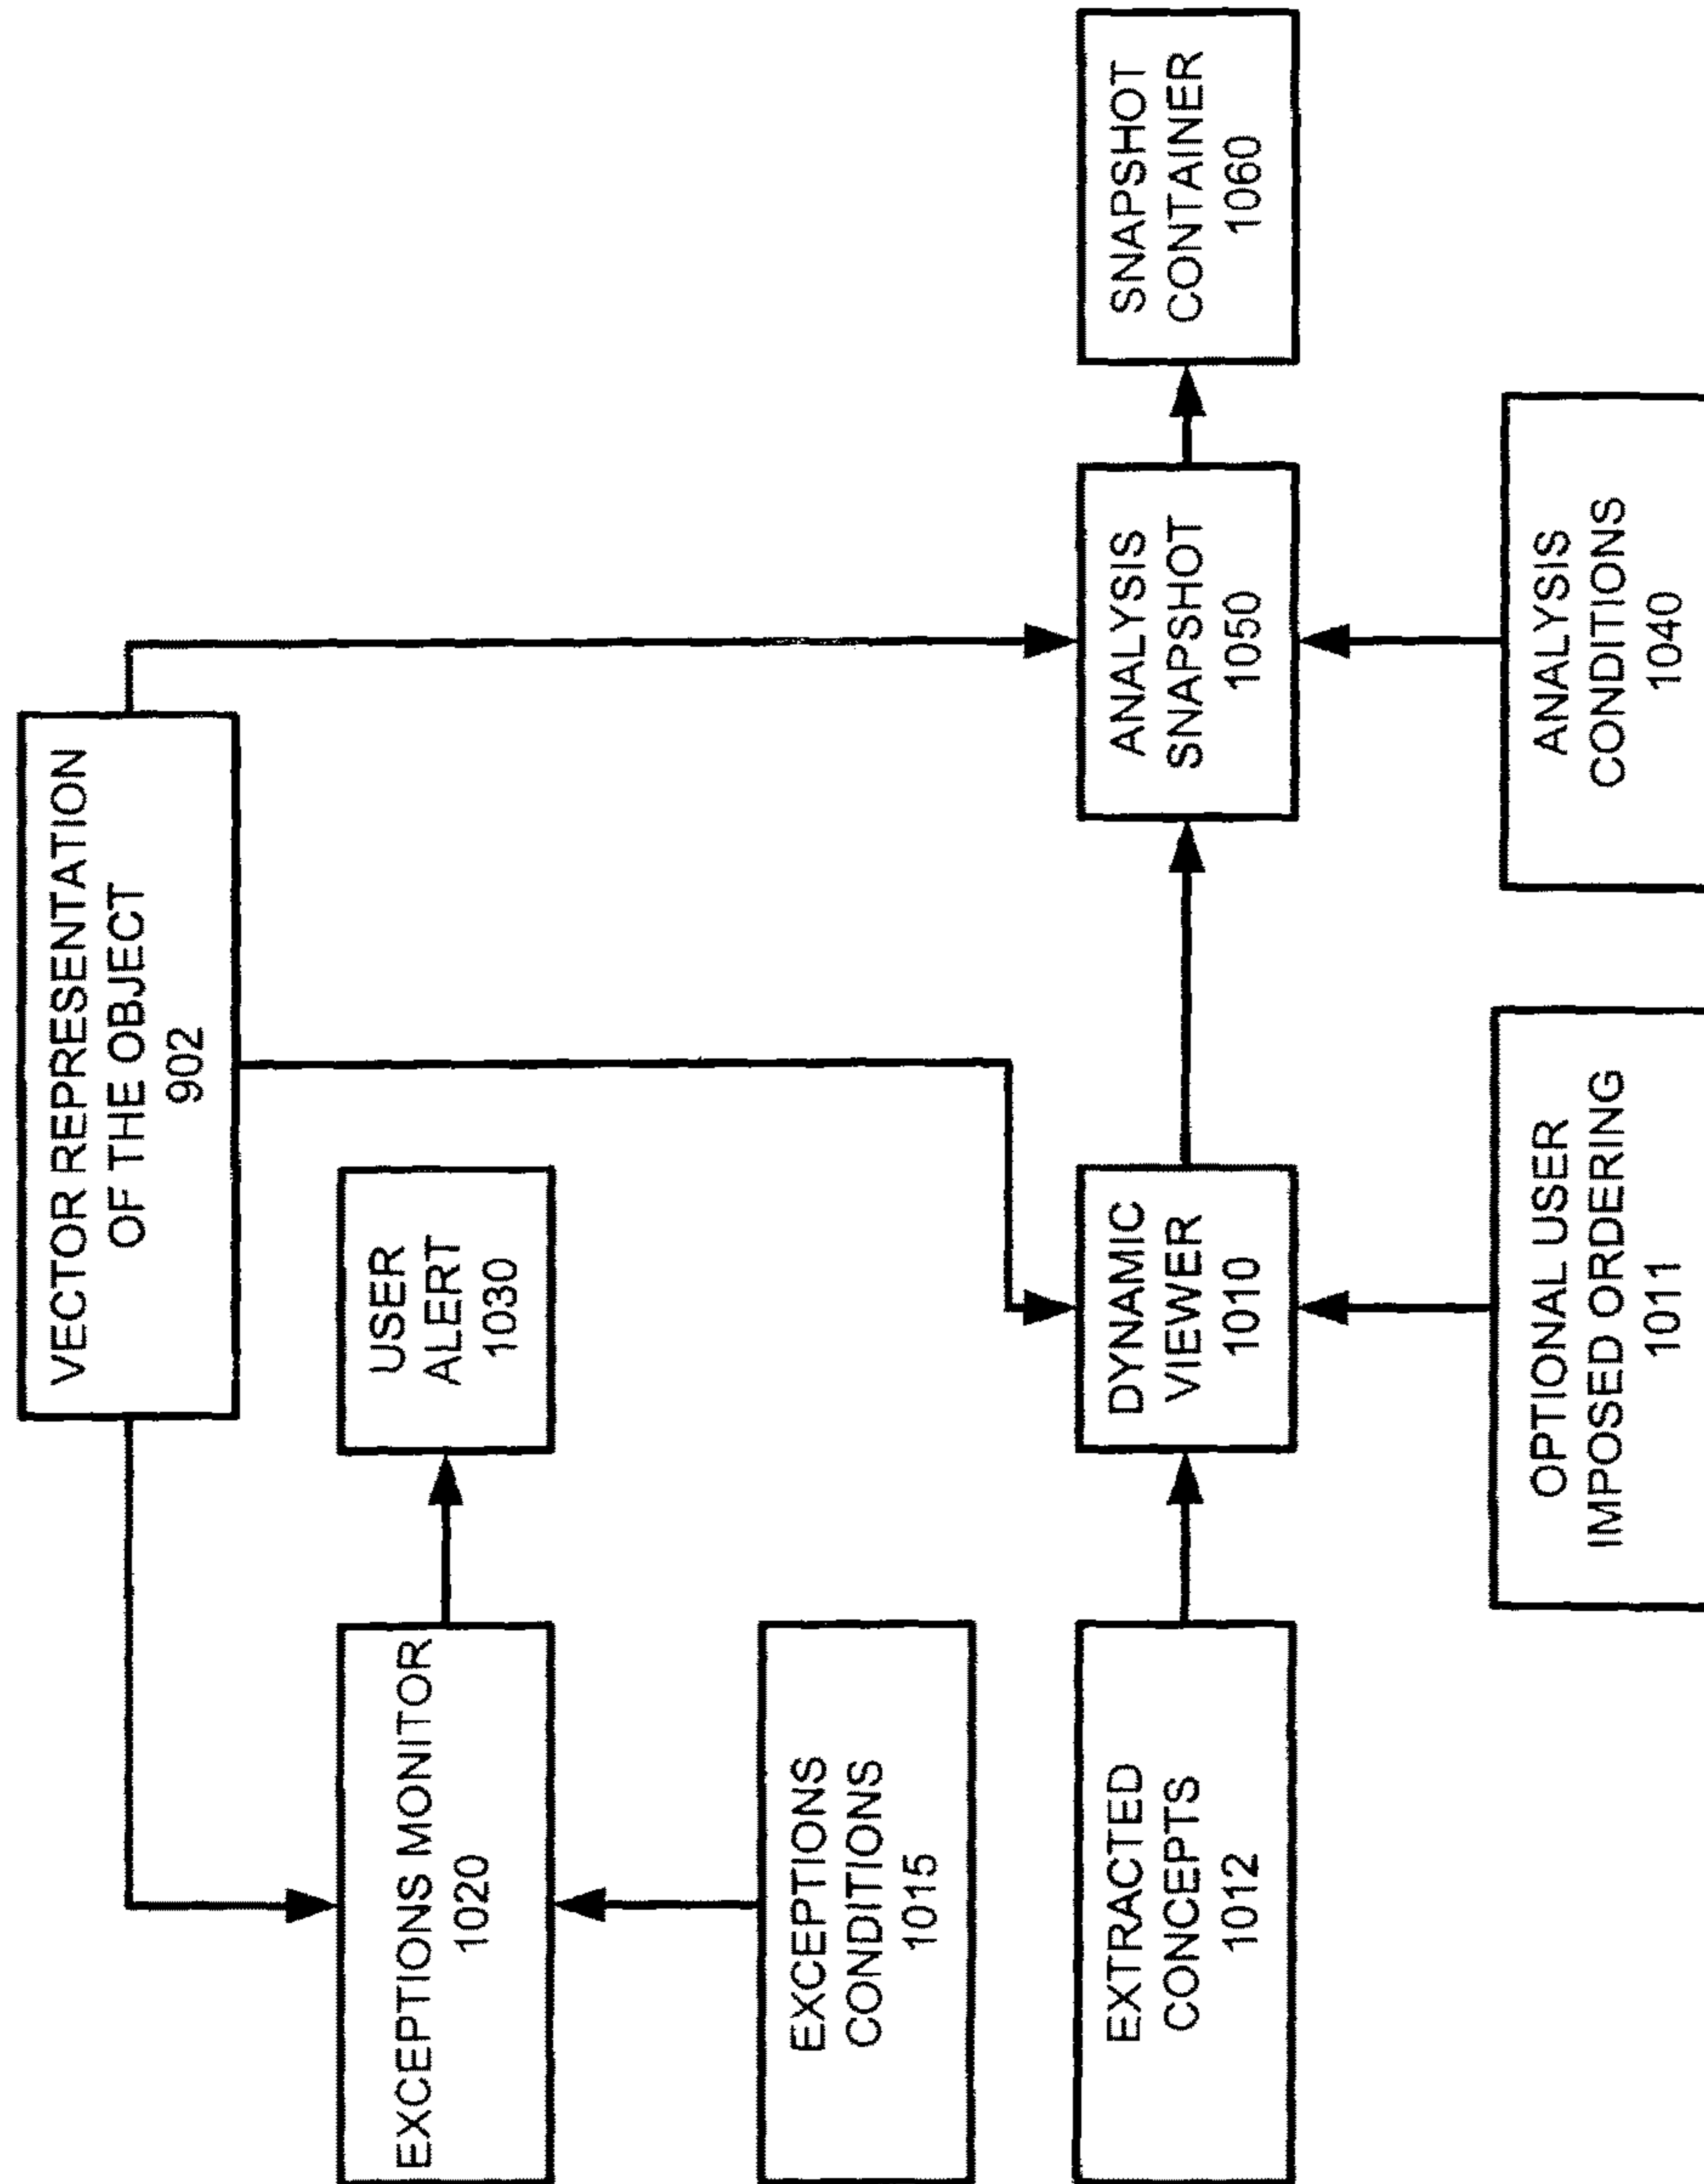 VECTOR REPRESENTATION
OF THE OBJECT
902
EXCEPTIONS MONITOR
1020
USER
ALERT
1030
EXCEPTIONS
CONDITIONS
1015
EXTRACTED
CONCEPTS
1012
DYNAMIC
VIEWER
1010
ANALYSIS
SNAPSHOT
1050
SNAPSHOT
CONTAINER
1060
OPTIONAL USER
IMPOSED ORDERING
1011
ANALYSIS
CONDITIONS
1040